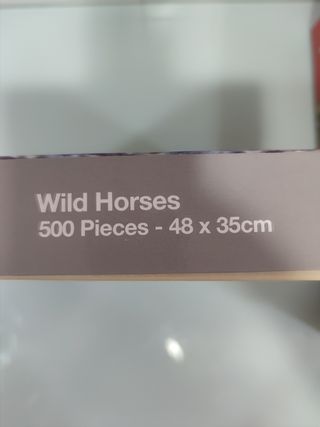 Wild Horses
500 Pieces - 48 x 35cm